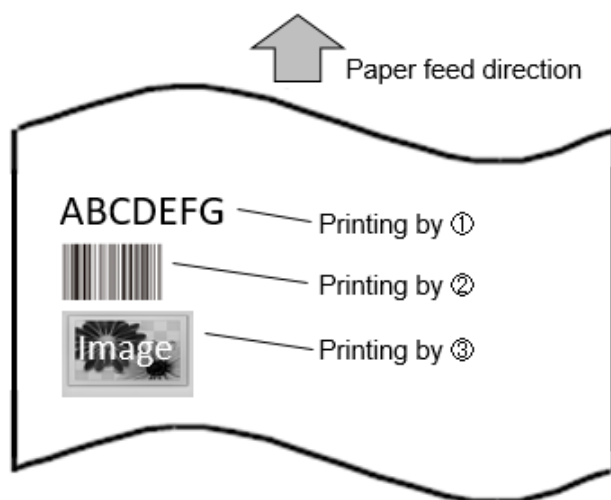 Paper feed direction
ABCDEFG
Printing by ①
Printing by ②
Image
Printing by ③